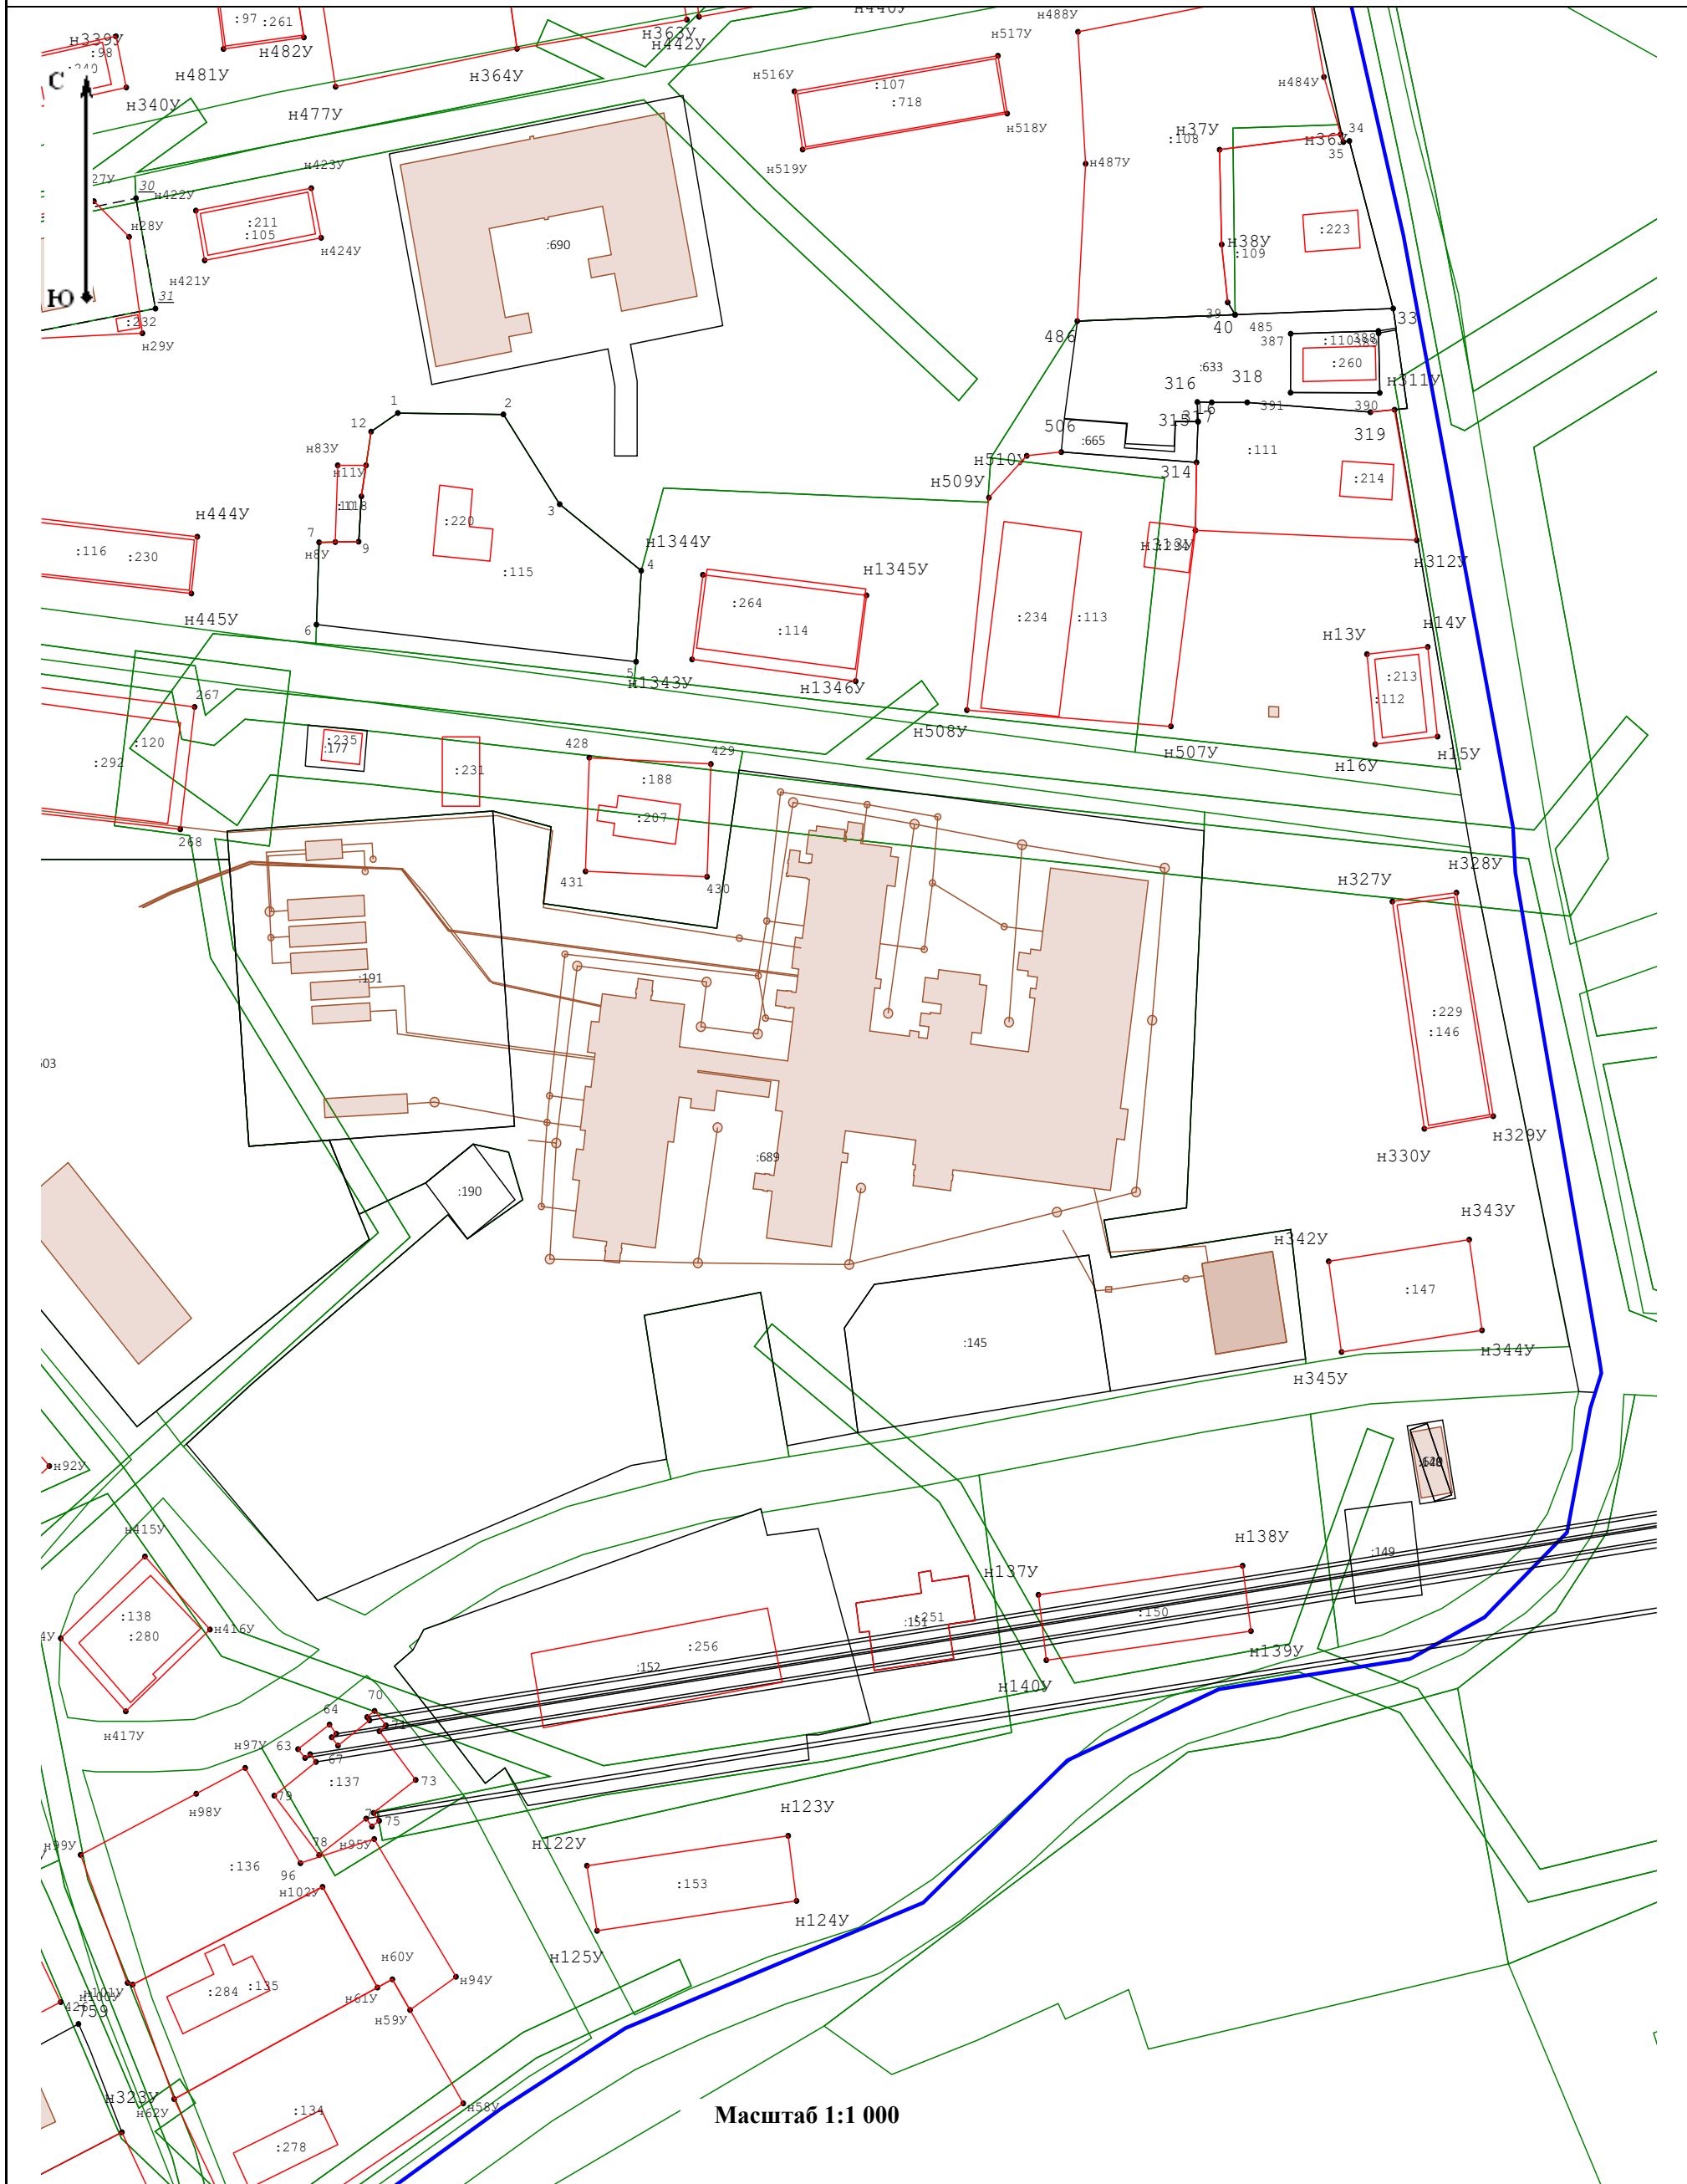 :97 :261
н339У
:98
н482У
н363У
н442У
н488У
н517У
С
н481У
н364У
н516У
:107
:718
н484У
н340У
н477У
н518У
н37У
34
:108
н36У
35
н519У
н487У
27У
30
н422У
н423У
н28У
:211
:105
н424У
:690
:223
н38У
:109
н421У
Ю
31
:232
н29У
39
40
485
33
486
387
:110
:260
:633
316
318
н311У
1
2
12
391
390
315
319
506
н83У
:665
н510У
314
:111
н11У
н509У
:214
3
:220
н444У
7
н8У
9
:116
:230
:115
н1344У
н313У
н312У
4
н1345У
н445У
:264
:114
:234
:113
6
н13У
н14У
5
н1343У
н1346У
:213
:112
267
н508У
н507У
н16У
н15У
:120
:292
:235
:177
428
429
:231
:188
:207
268
431
430
н327У
н328У
:191
:229
:146
н330У
н329У
:689
:190
н342У
н343У
:147
:145
н345У
н344У
н92У
н415У
:149
н137У
н138У
:138
:280
н416У
:151
:251
:150
:256
:152
н139У
н140У
н417У
70
64
71
63
н97У
67
:137
79
73
н98У
75
н99У
78
н95У
96
:136
н102У
н122У
н123У
:153
н124У
н125У
н60У
:135
:284
н61У
н94У
н59У
759
н323У
н62У
н58У
:134
:278
Масштаб 1:1 000